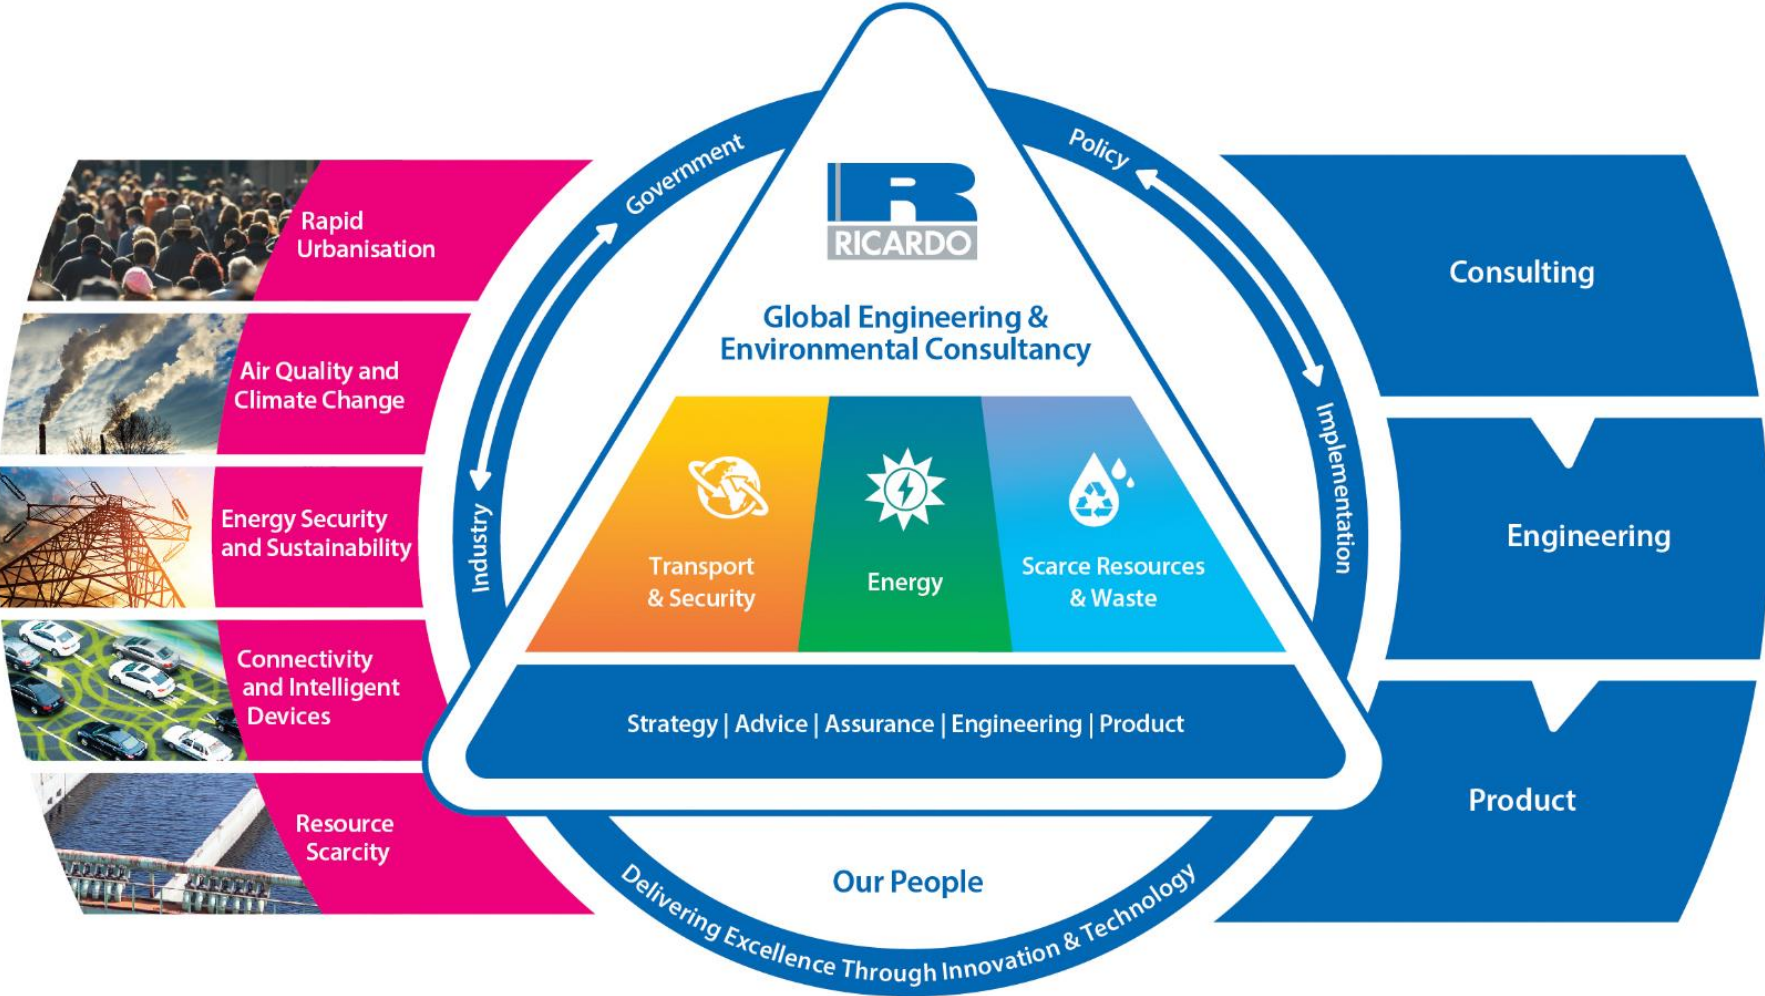 Rapid
Urbanisation
Air Quality and
Climate Change
Energy Security
and Sustainability
Connectivity
and Intelligent
Devices
Resource
Scarcity
Industry
Government
Policy
Implementation
R
RICARDO
Global Engineering &
Environmental Consultancy
Transport
& Security
Energy
Scarce Resources
& Waste
Strategy | Advice | Assurance | Engineering | Product
Our People
Delivering Excellence Through Innovation & Technology
Consulting
Engineering
Product